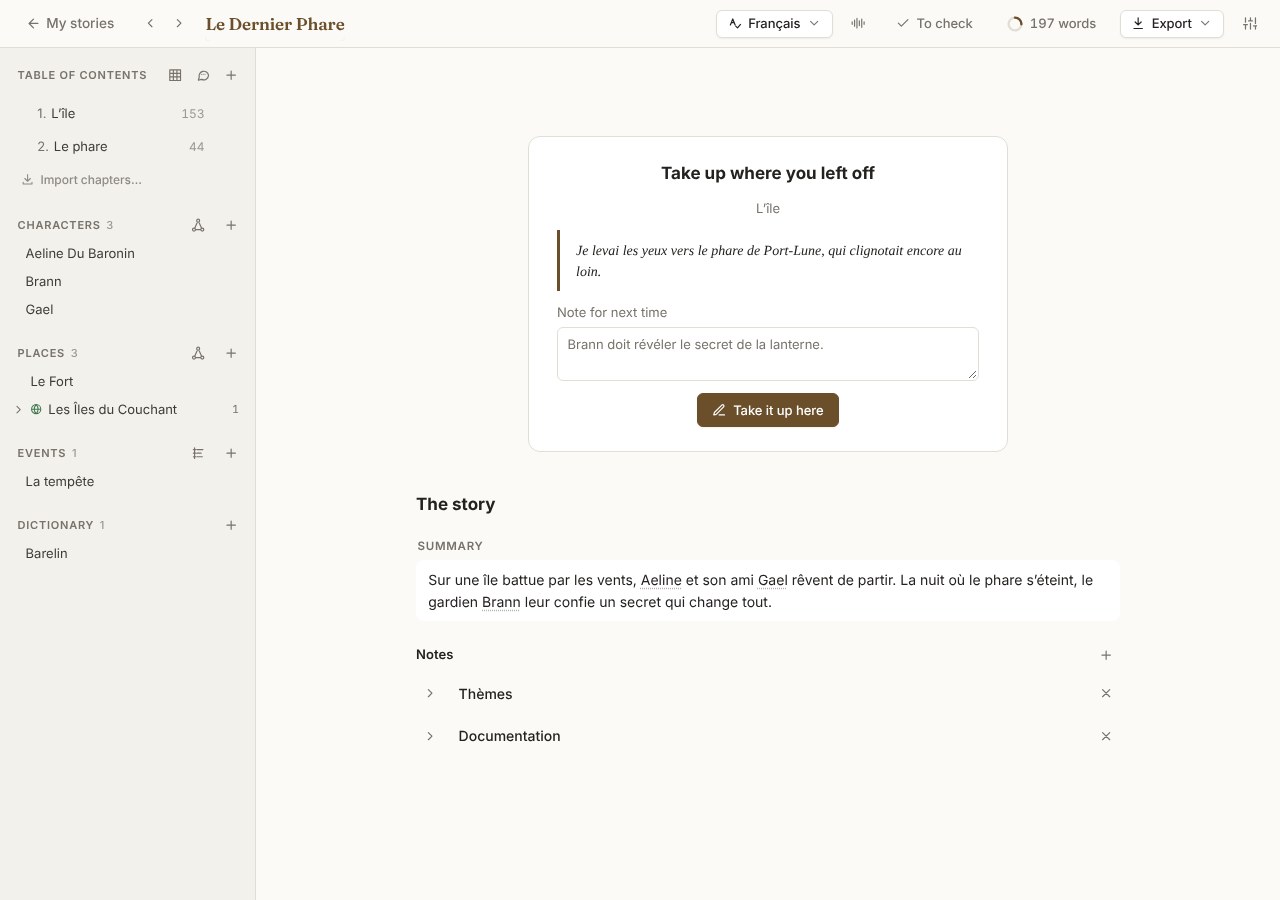 My stories
Le Dernier Phare
Français
To check
197 words
Export
TABLE OF CONTENTS
1. L’île 153
2. Le phare 44
Import chapters…
CHARACTERS 3
Aeline Du Baronin
Brann
Gael
PLACES 3
Le Fort
Les Îles du Couchant 1
EVENTS 1
La tempête
DICTIONARY 1
Barelin
Take up where you left off
L’île
Je levai les yeux vers le phare de Port-Lune, qui clignotait encore au
loin.
Note for next time
Brann doit révéler le secret de la lanterne.
Take it up here
The story
SUMMARY
Sur une île battue par les vents, Aeline et son ami Gael rêvent de partir. La nuit où le phare s’éteint, le
gardien Brann leur confie un secret qui change tout.
Notes
Thèmes
Documentation